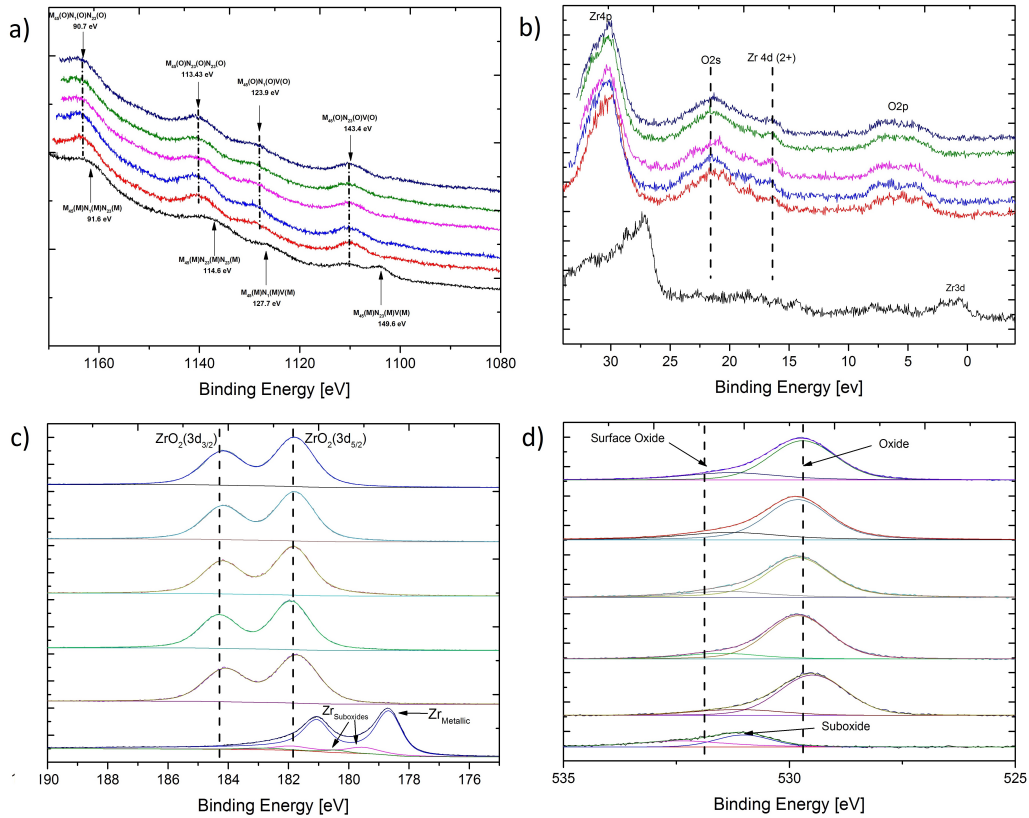 a)
M₄₅(O)N₁(O)N₂₃(O)
90.7 eV
M₄₅(O)N₂₃(O)N₂₃(O)
113.43 eV
M₄₅(O)N₁(O)V(O)
123.9 eV
M₄₅(O)N₂₃(O)V(O)
143.4 eV
M₄₅(M)N₁(M)N₂₃(M)
91.6 eV
M₄₅(M)N₂₃(M)N₂₃(M)
114.6 eV
M₄₅(M)N₁(M)V(M)
127.7 eV
M₄₅(M)N₂₃(M)V(M)
149.6 eV
1160 1140 1120 1100 1080
Binding Energy [eV]
b)
Zr4p
O2s
Zr 4d (2+)
O2p
Zr3d
30 25 20 15 10 5 0
Binding Energy [ev]
c)
ZrO₂(3d₃/₂)
ZrO₂(3d₅/₂)
Zr Suboxides
Zr Metallic
190 188 186 184 182 180 178 176
Binding Energy [eV]
d)
Surface Oxide
Oxide
Suboxide
535 530 525
Binding Energy [eV]